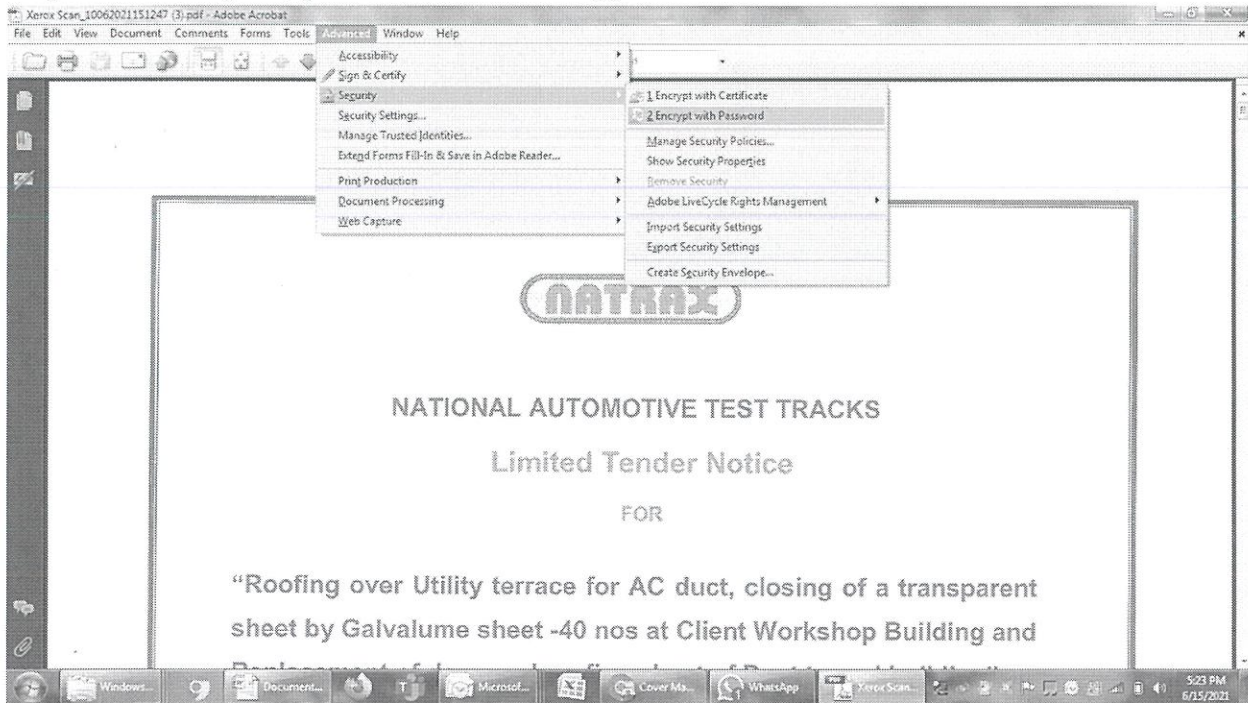 Xerox Scan_10062021151247 (3).pdf - Adobe Acrobat
File Edit View Document Comments Forms Tools Advanced Window Help
Accessibility
Sign & Certify
Security
Security Settings...
Manage Trusted Identities...
Extend Forms Fill-In & Save in Adobe Reader...
Print Production
Document Processing
Web Capture
1 Encrypt with Certificate
2 Encrypt with Password
Manage Security Policies...
Show Security Properties
Remove Security
Adobe LiveCycle Rights Management
Import Security Settings
Export Security Settings
Create Security Envelope...
NATRAX
NATIONAL AUTOMOTIVE TEST TRACKS
Limited Tender Notice
FOR
“Roofing over Utility terrace for AC duct, closing of a transparent
sheet by Galvalume sheet -40 nos at Client Workshop Building and
Windows... Document... Microsof... Cover Ma... WhatsApp Xerox Scan... 5:23 PM
6/15/2021